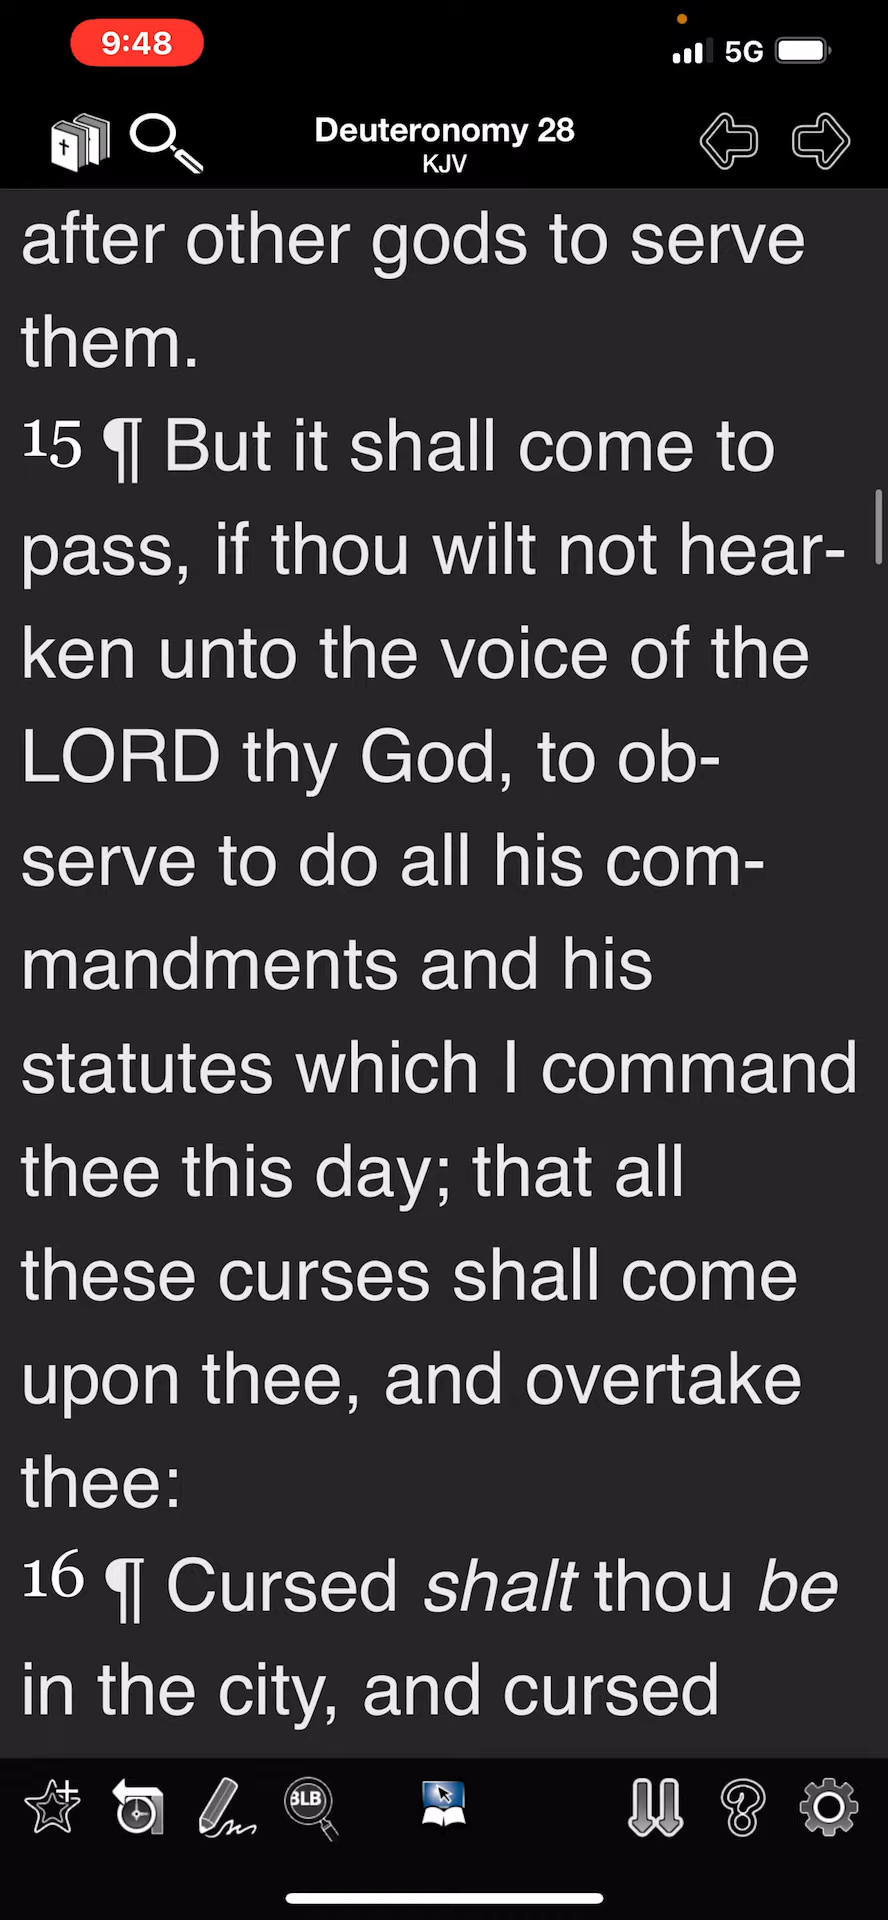 9:48
5G
Deuteronomy 28
KJV
after other gods to serve
them.
15 ¶ But it shall come to
pass, if thou wilt not hear-
ken unto the voice of the
LORD thy God, to ob-
serve to do all his com-
mandments and his
statutes which I command
thee this day; that all
these curses shall come
upon thee, and overtake
thee:
16 ¶ Cursed shalt thou be
in the city, and cursed
BLB